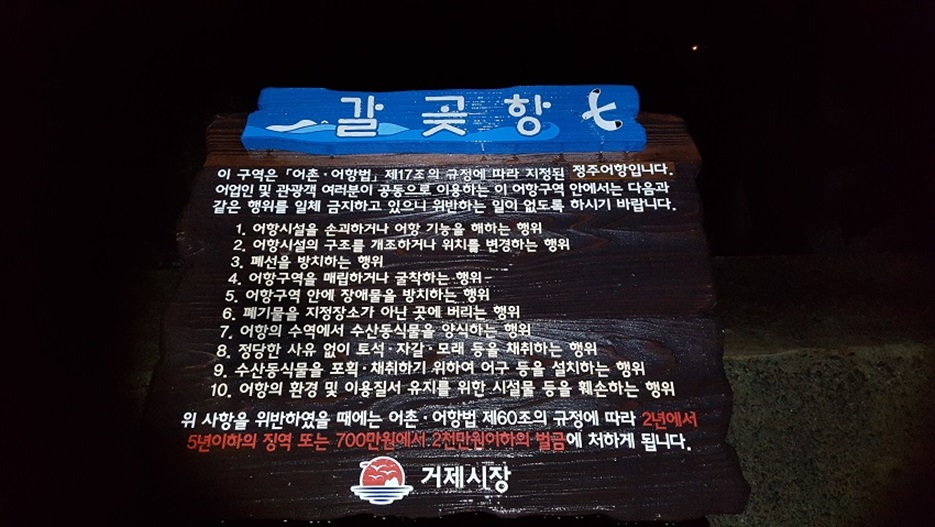 갈곶항
이 구역은 「어촌·어항법」 제17조의 규정에 따라 지정된 정주어항입니다.
어업인 및 관광객 여러분이 공동으로 이용하는 이 어항구역 안에서는 다음과
같은 행위를 일체 금지하고 있으니 위반하는 일이 없도록 하시기 바랍니다.
1. 어항시설을 손괴하거나 어항 기능을 해하는 행위
2. 어항시설의 구조를 개조하거나 위치를 변경하는 행위
3. 폐선을 방치하는 행위
4. 어항구역을 매립하거나 굴착하는 행위
5. 어항구역 안에 장애물을 방치하는 행위
6. 폐기물을 지정장소가 아닌 곳에 버리는 행위
7. 어항의 수역에서 수산동식물을 양식하는 행위
8. 정당한 사유 없이 토석·자갈·모래 등을 채취하는 행위
9. 수산동식물을 포획·채취하기 위하여 어구 등을 설치하는 행위
10. 어항의 환경 및 이용질서 유지를 위한 시설물 등을 훼손하는 행위
위 사항을 위반하였을 때에는 어촌·어항법 제60조의 규정에 따라 2년에서
5년이하의 징역 또는 700만원에서 2천만원이하의 벌금에 처하게 됩니다.
거제시장